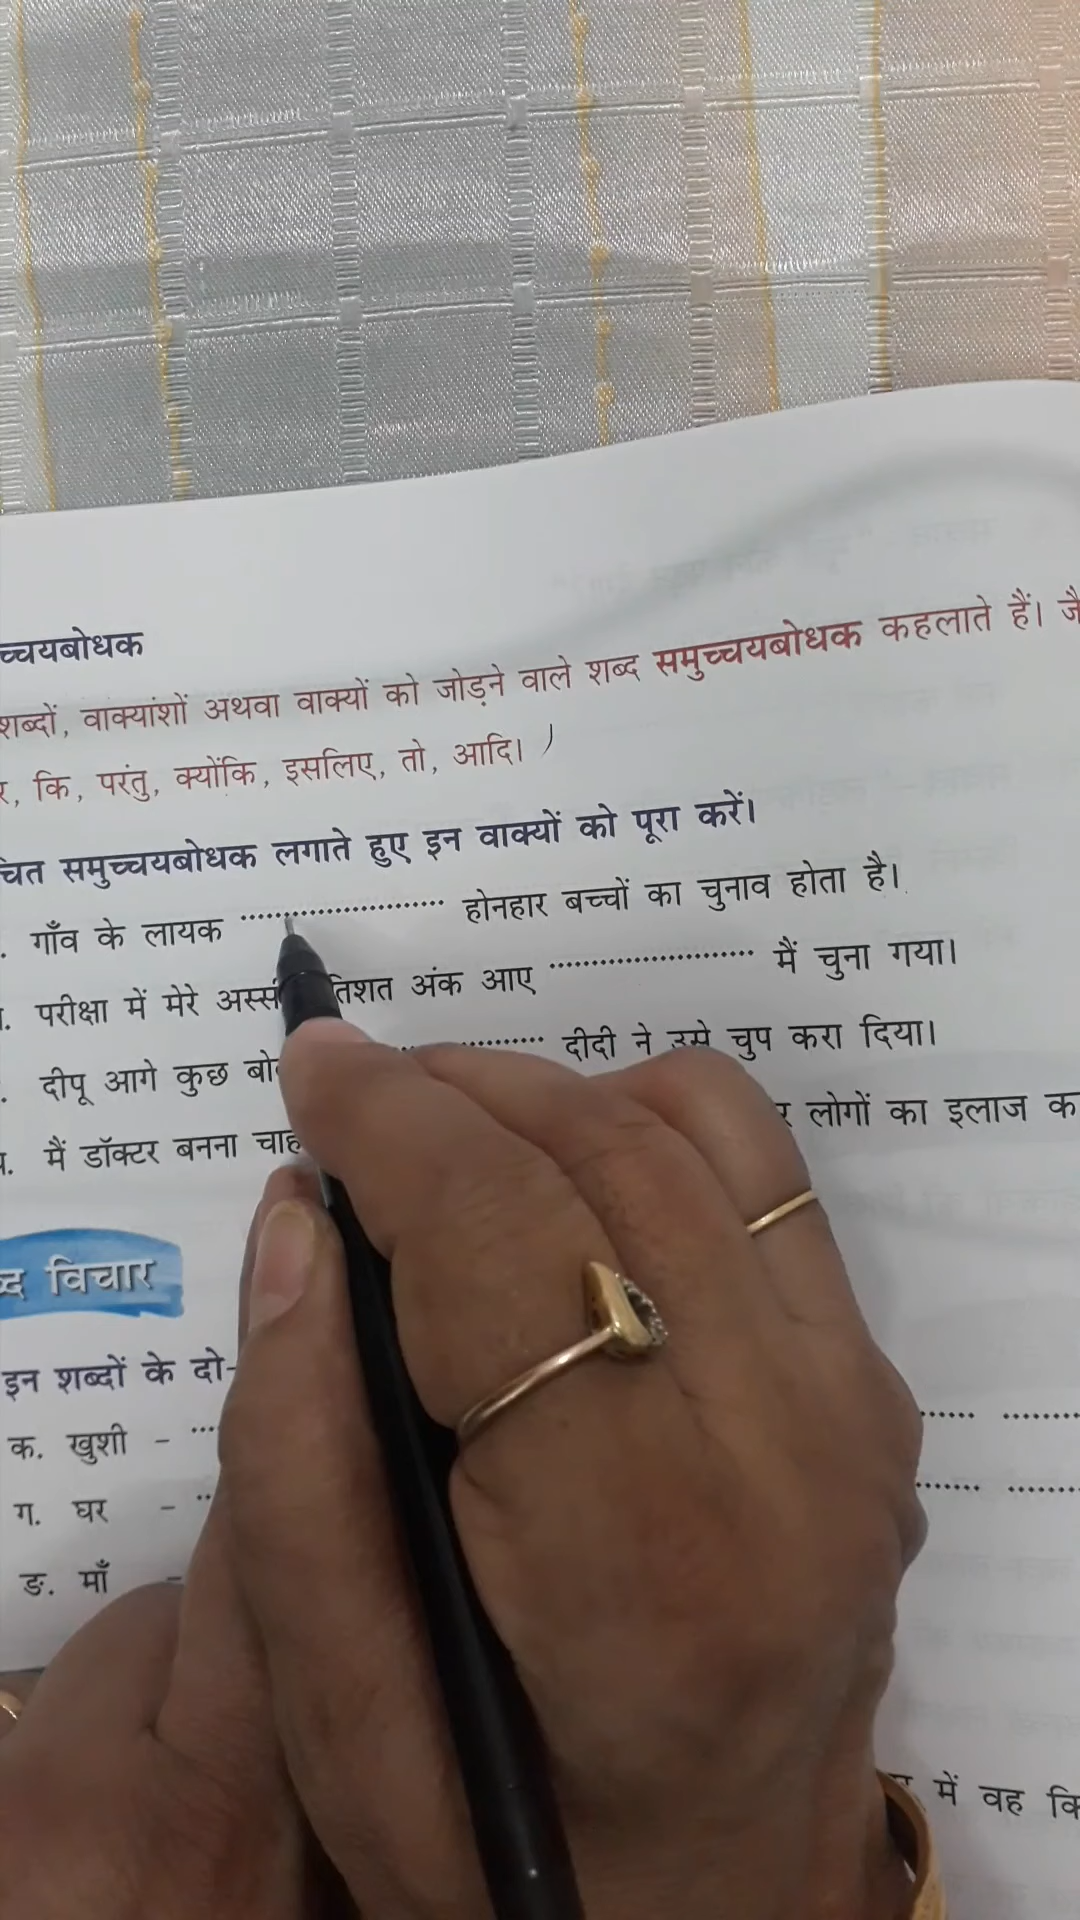 च्चयबोधक
शब्दों, वाक्यांशों अथवा वाक्यों को जोड़ने वाले शब्द समुच्चयबोधक कहलाते हैं। जै
र, कि, परंतु, क्योंकि, इसलिए, तो, आदि।
चित समुच्चयबोधक लगाते हुए इन वाक्यों को पूरा करें।
. गाँव के लायक ........................ होनहार बच्चों का चुनाव होता है।
. परीक्षा में मेरे अस्सी तिशत अंक आए ........................ मैं चुना गया।
. दीपू आगे कुछ बो ........................ दीदी ने उसे चुप करा दिया।
. मैं डॉक्टर बनना चाह र लोगों का इलाज क
द विचार
इन शब्दों के दो-
क. खुशी - ...
ग. घर - ..
ङ. माँ -
में वह कि